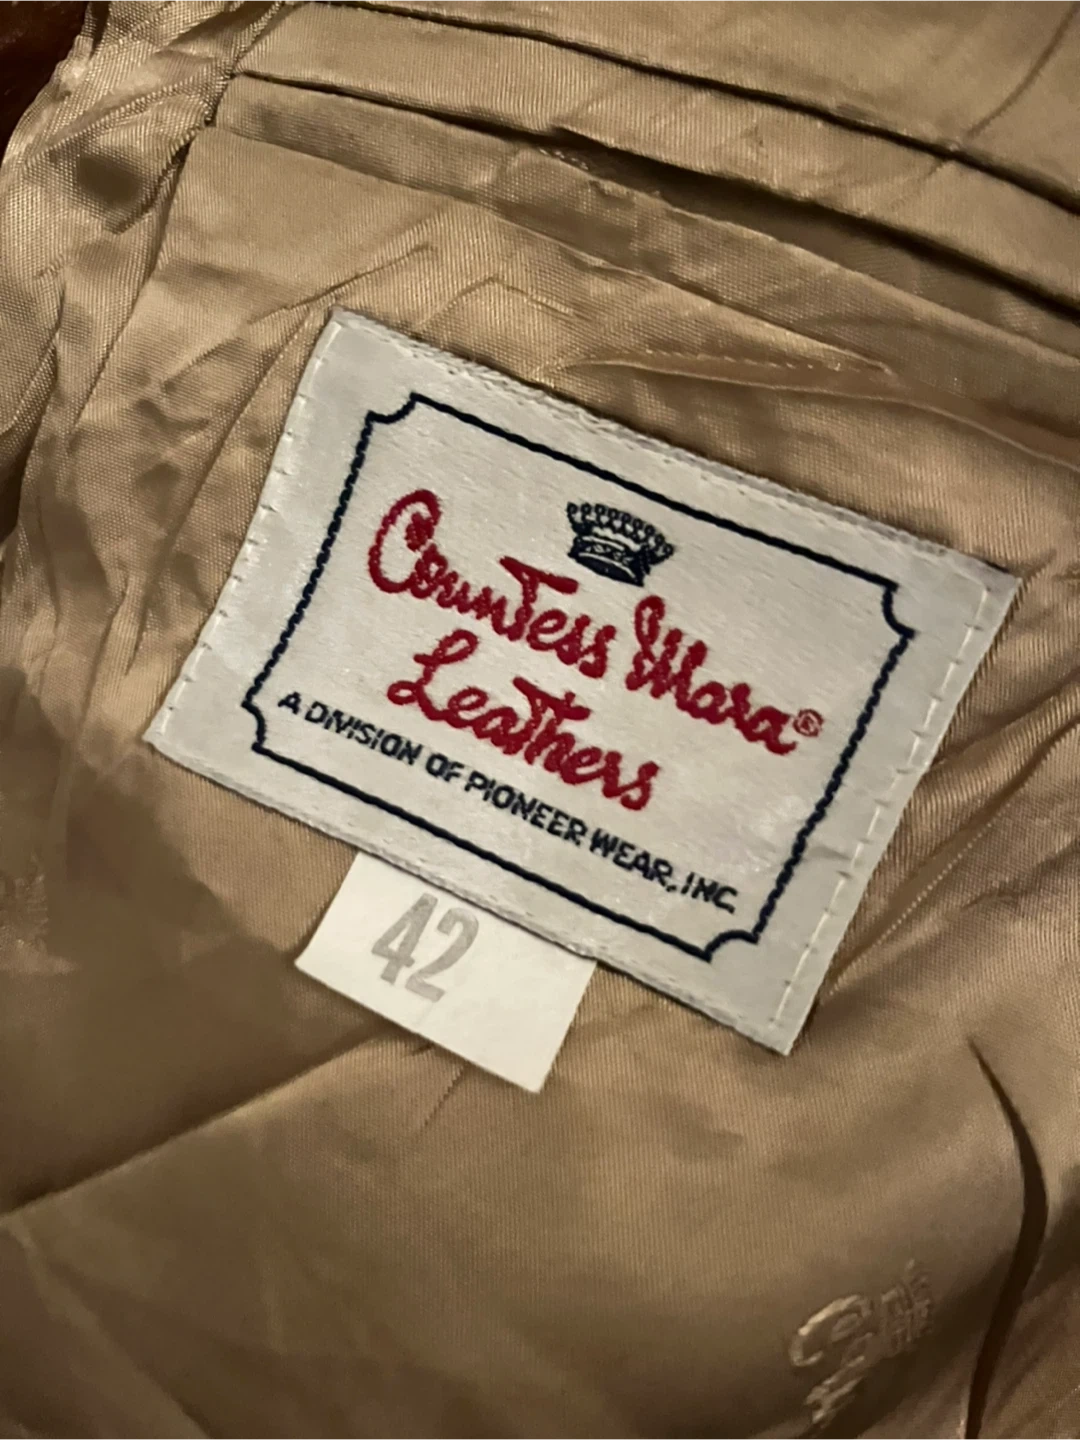 Countess Mara®
Leathers
A DIVISION OF PIONEER WEAR, INC.
42